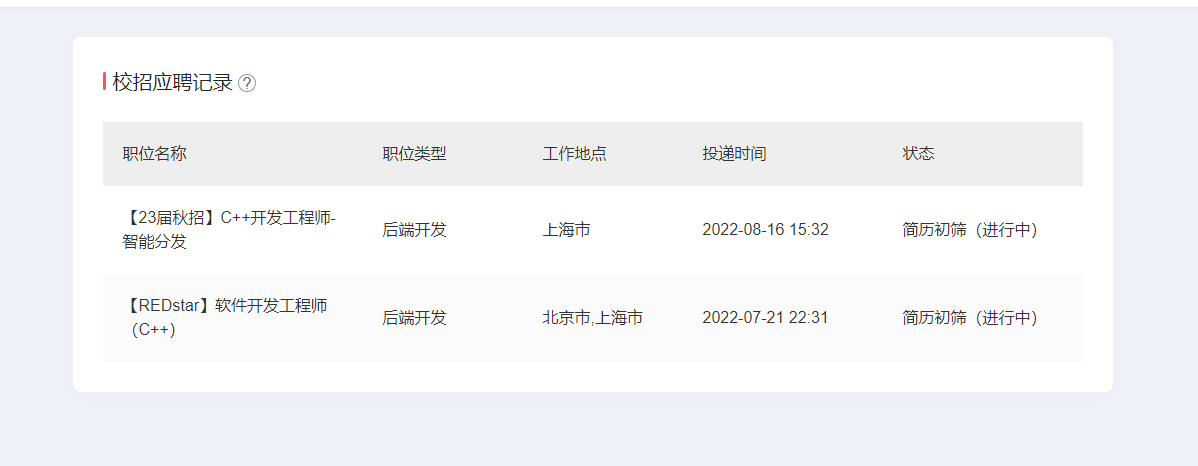 校招应聘记录 ?
职位名称 职位类型 工作地点 投递时间 状态
【23届秋招】C++开发工程师-
智能分发
后端开发 上海市 2022-08-16 15:32 简历初筛（进行中）
【REDstar】软件开发工程师
（C++）
后端开发 北京市,上海市 2022-07-21 22:31 简历初筛（进行中）